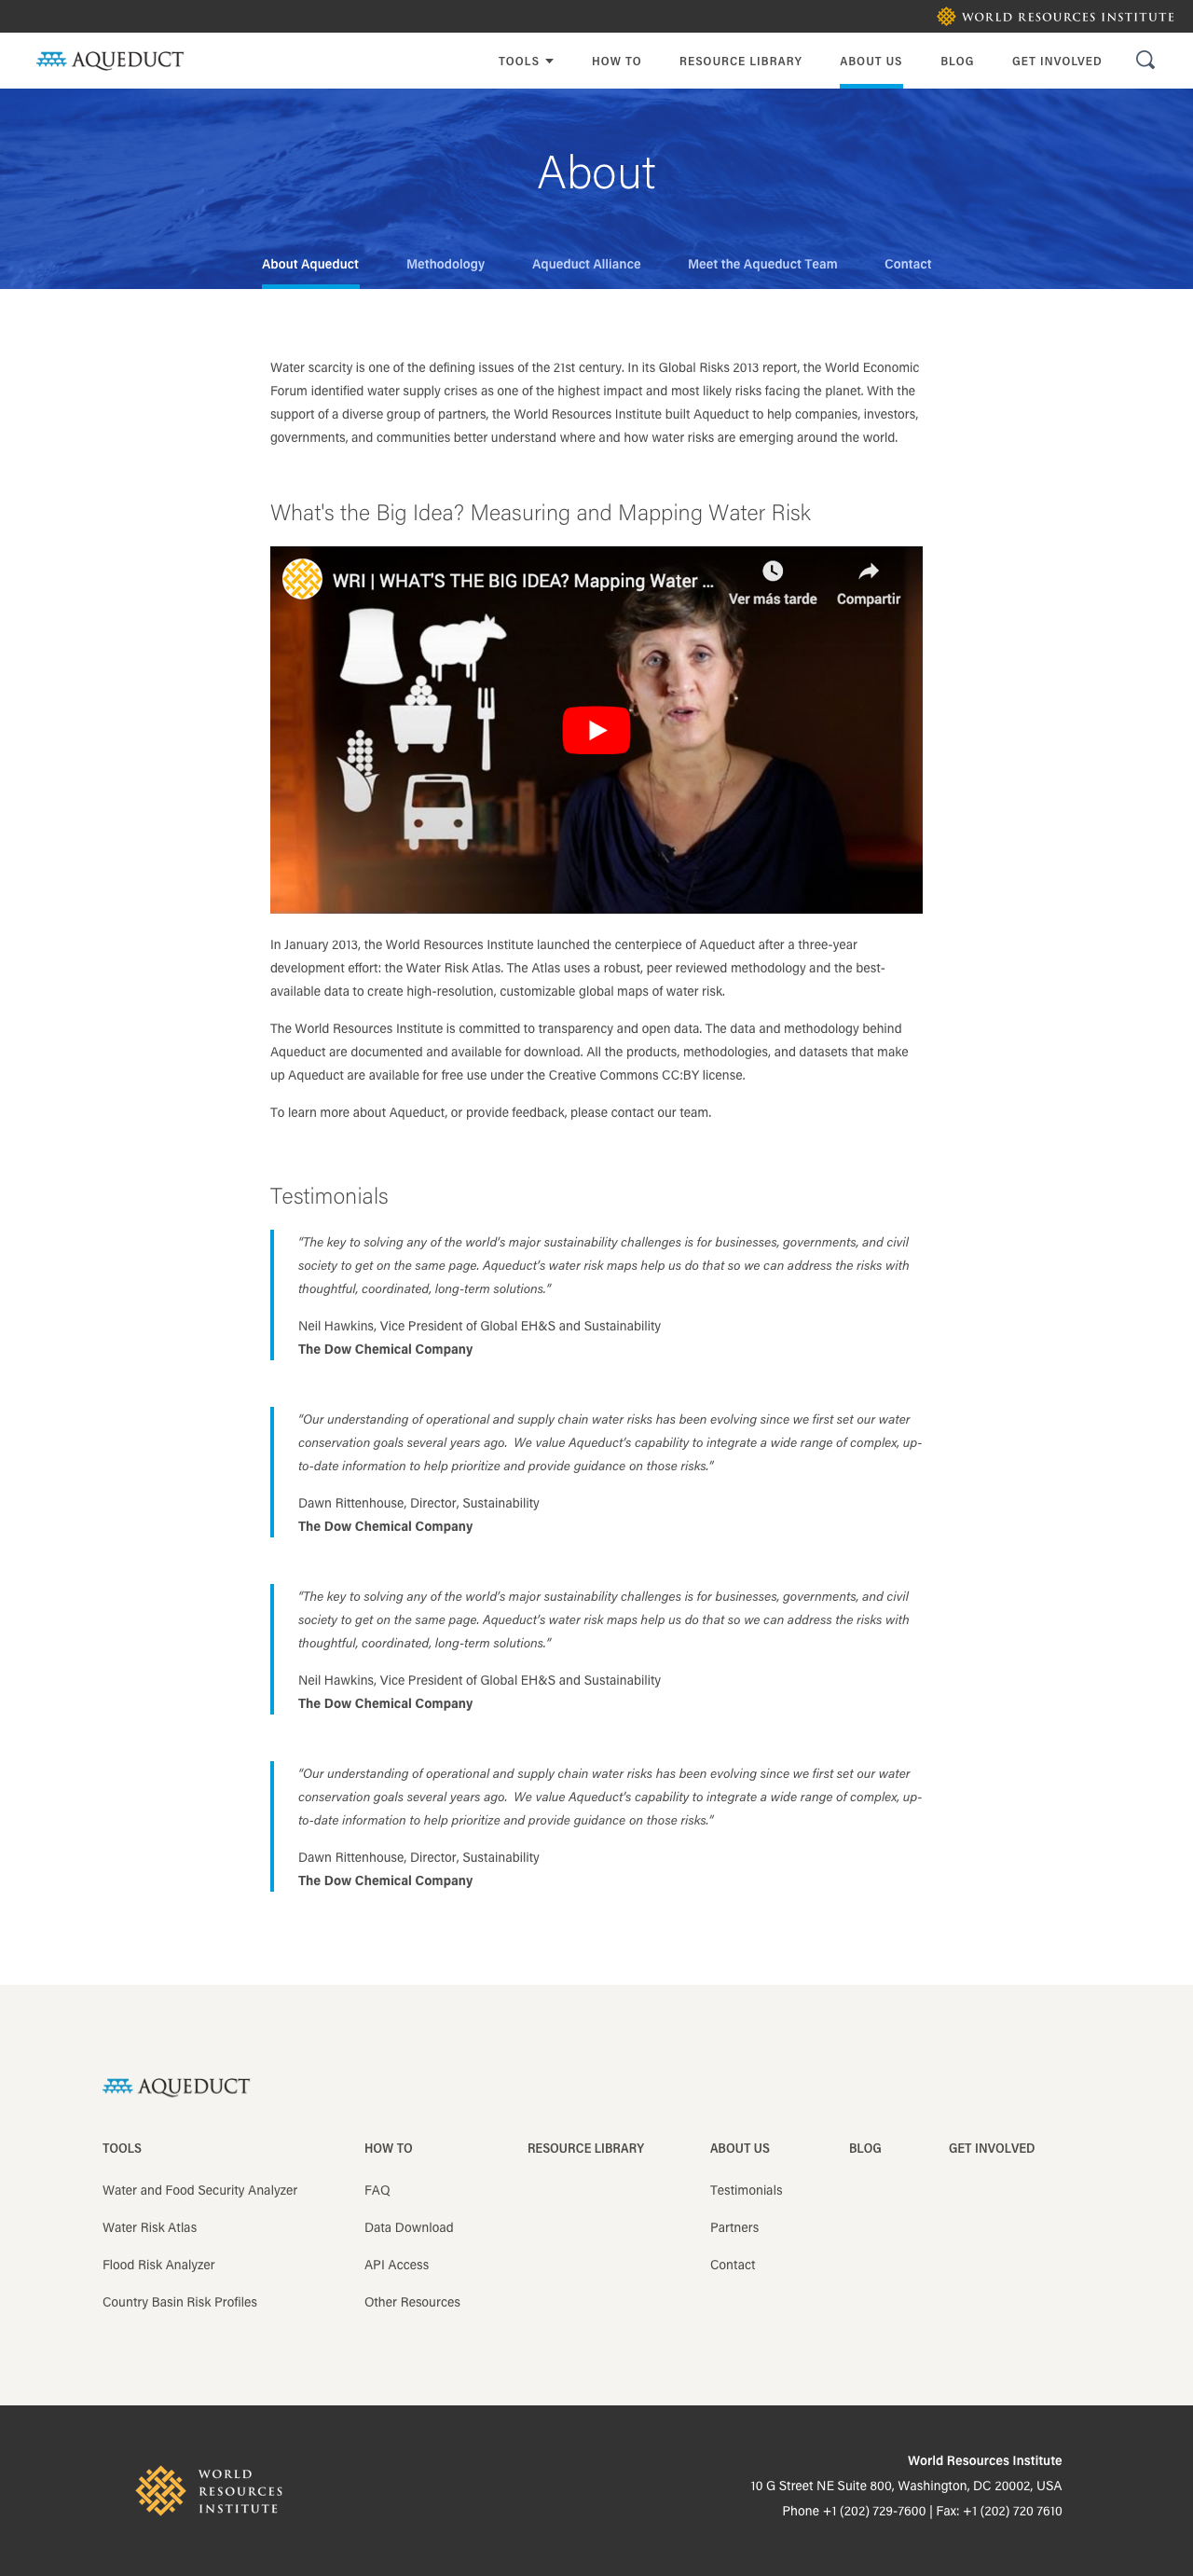 WORLD RESOURCES INSTITUTE
AQUEDUCT
TOOLS
HOW TO
RESOURCE LIBRARY
ABOUT US
BLOG
GET INVOLVED
About
About Aqueduct
Methodology
Aqueduct Alliance
Meet the Aqueduct Team
Contact
Water scarcity is one of the defining issues of the 21st century. In its Global Risks 2013 report, the World Economic
Forum identified water supply crises as one of the highest impact and most likely risks facing the planet. With the
support of a diverse group of partners, the World Resources Institute built Aqueduct to help companies, investors,
governments, and communities better understand where and how water risks are emerging around the world.
What's the Big Idea? Measuring and Mapping Water Risk
WRI | WHAT'S THE BIG IDEA? Mapping Water ...
Ver más tarde
Compartir
In January 2013, the World Resources Institute launched the centerpiece of Aqueduct after a three-year
development effort: the Water Risk Atlas. The Atlas uses a robust, peer reviewed methodology and the best-
available data to create high-resolution, customizable global maps of water risk.
The World Resources Institute is committed to transparency and open data. The data and methodology behind
Aqueduct are documented and available for download. All the products, methodologies, and datasets that make
up Aqueduct are available for free use under the Creative Commons CC:BY license.
To learn more about Aqueduct, or provide feedback, please contact our team.
Testimonials
“The key to solving any of the world’s major sustainability challenges is for businesses, governments, and civil
society to get on the same page. Aqueduct’s water risk maps help us do that so we can address the risks with
thoughtful, coordinated, long-term solutions.”
Neil Hawkins, Vice President of Global EH&S and Sustainability
The Dow Chemical Company
“Our understanding of operational and supply chain water risks has been evolving since we first set our water
conservation goals several years ago.  We value Aqueduct’s capability to integrate a wide range of complex, up-
to-date information to help prioritize and provide guidance on those risks.”
Dawn Rittenhouse, Director, Sustainability
The Dow Chemical Company
“The key to solving any of the world’s major sustainability challenges is for businesses, governments, and civil
society to get on the same page. Aqueduct’s water risk maps help us do that so we can address the risks with
thoughtful, coordinated, long-term solutions.”
Neil Hawkins, Vice President of Global EH&S and Sustainability
The Dow Chemical Company
“Our understanding of operational and supply chain water risks has been evolving since we first set our water
conservation goals several years ago.  We value Aqueduct’s capability to integrate a wide range of complex, up-
to-date information to help prioritize and provide guidance on those risks.”
Dawn Rittenhouse, Director, Sustainability
The Dow Chemical Company
AQUEDUCT
TOOLS
Water and Food Security Analyzer
Water Risk Atlas
Flood Risk Analyzer
Country Basin Risk Profiles
HOW TO
FAQ
Data Download
API Access
Other Resources
RESOURCE LIBRARY
ABOUT US
Testimonials
Partners
Contact
BLOG
GET INVOLVED
WORLD
RESOURCES
INSTITUTE
World Resources Institute
10 G Street NE Suite 800, Washington, DC 20002, USA
Phone +1 (202) 729-7600 | Fax: +1 (202) 720 7610